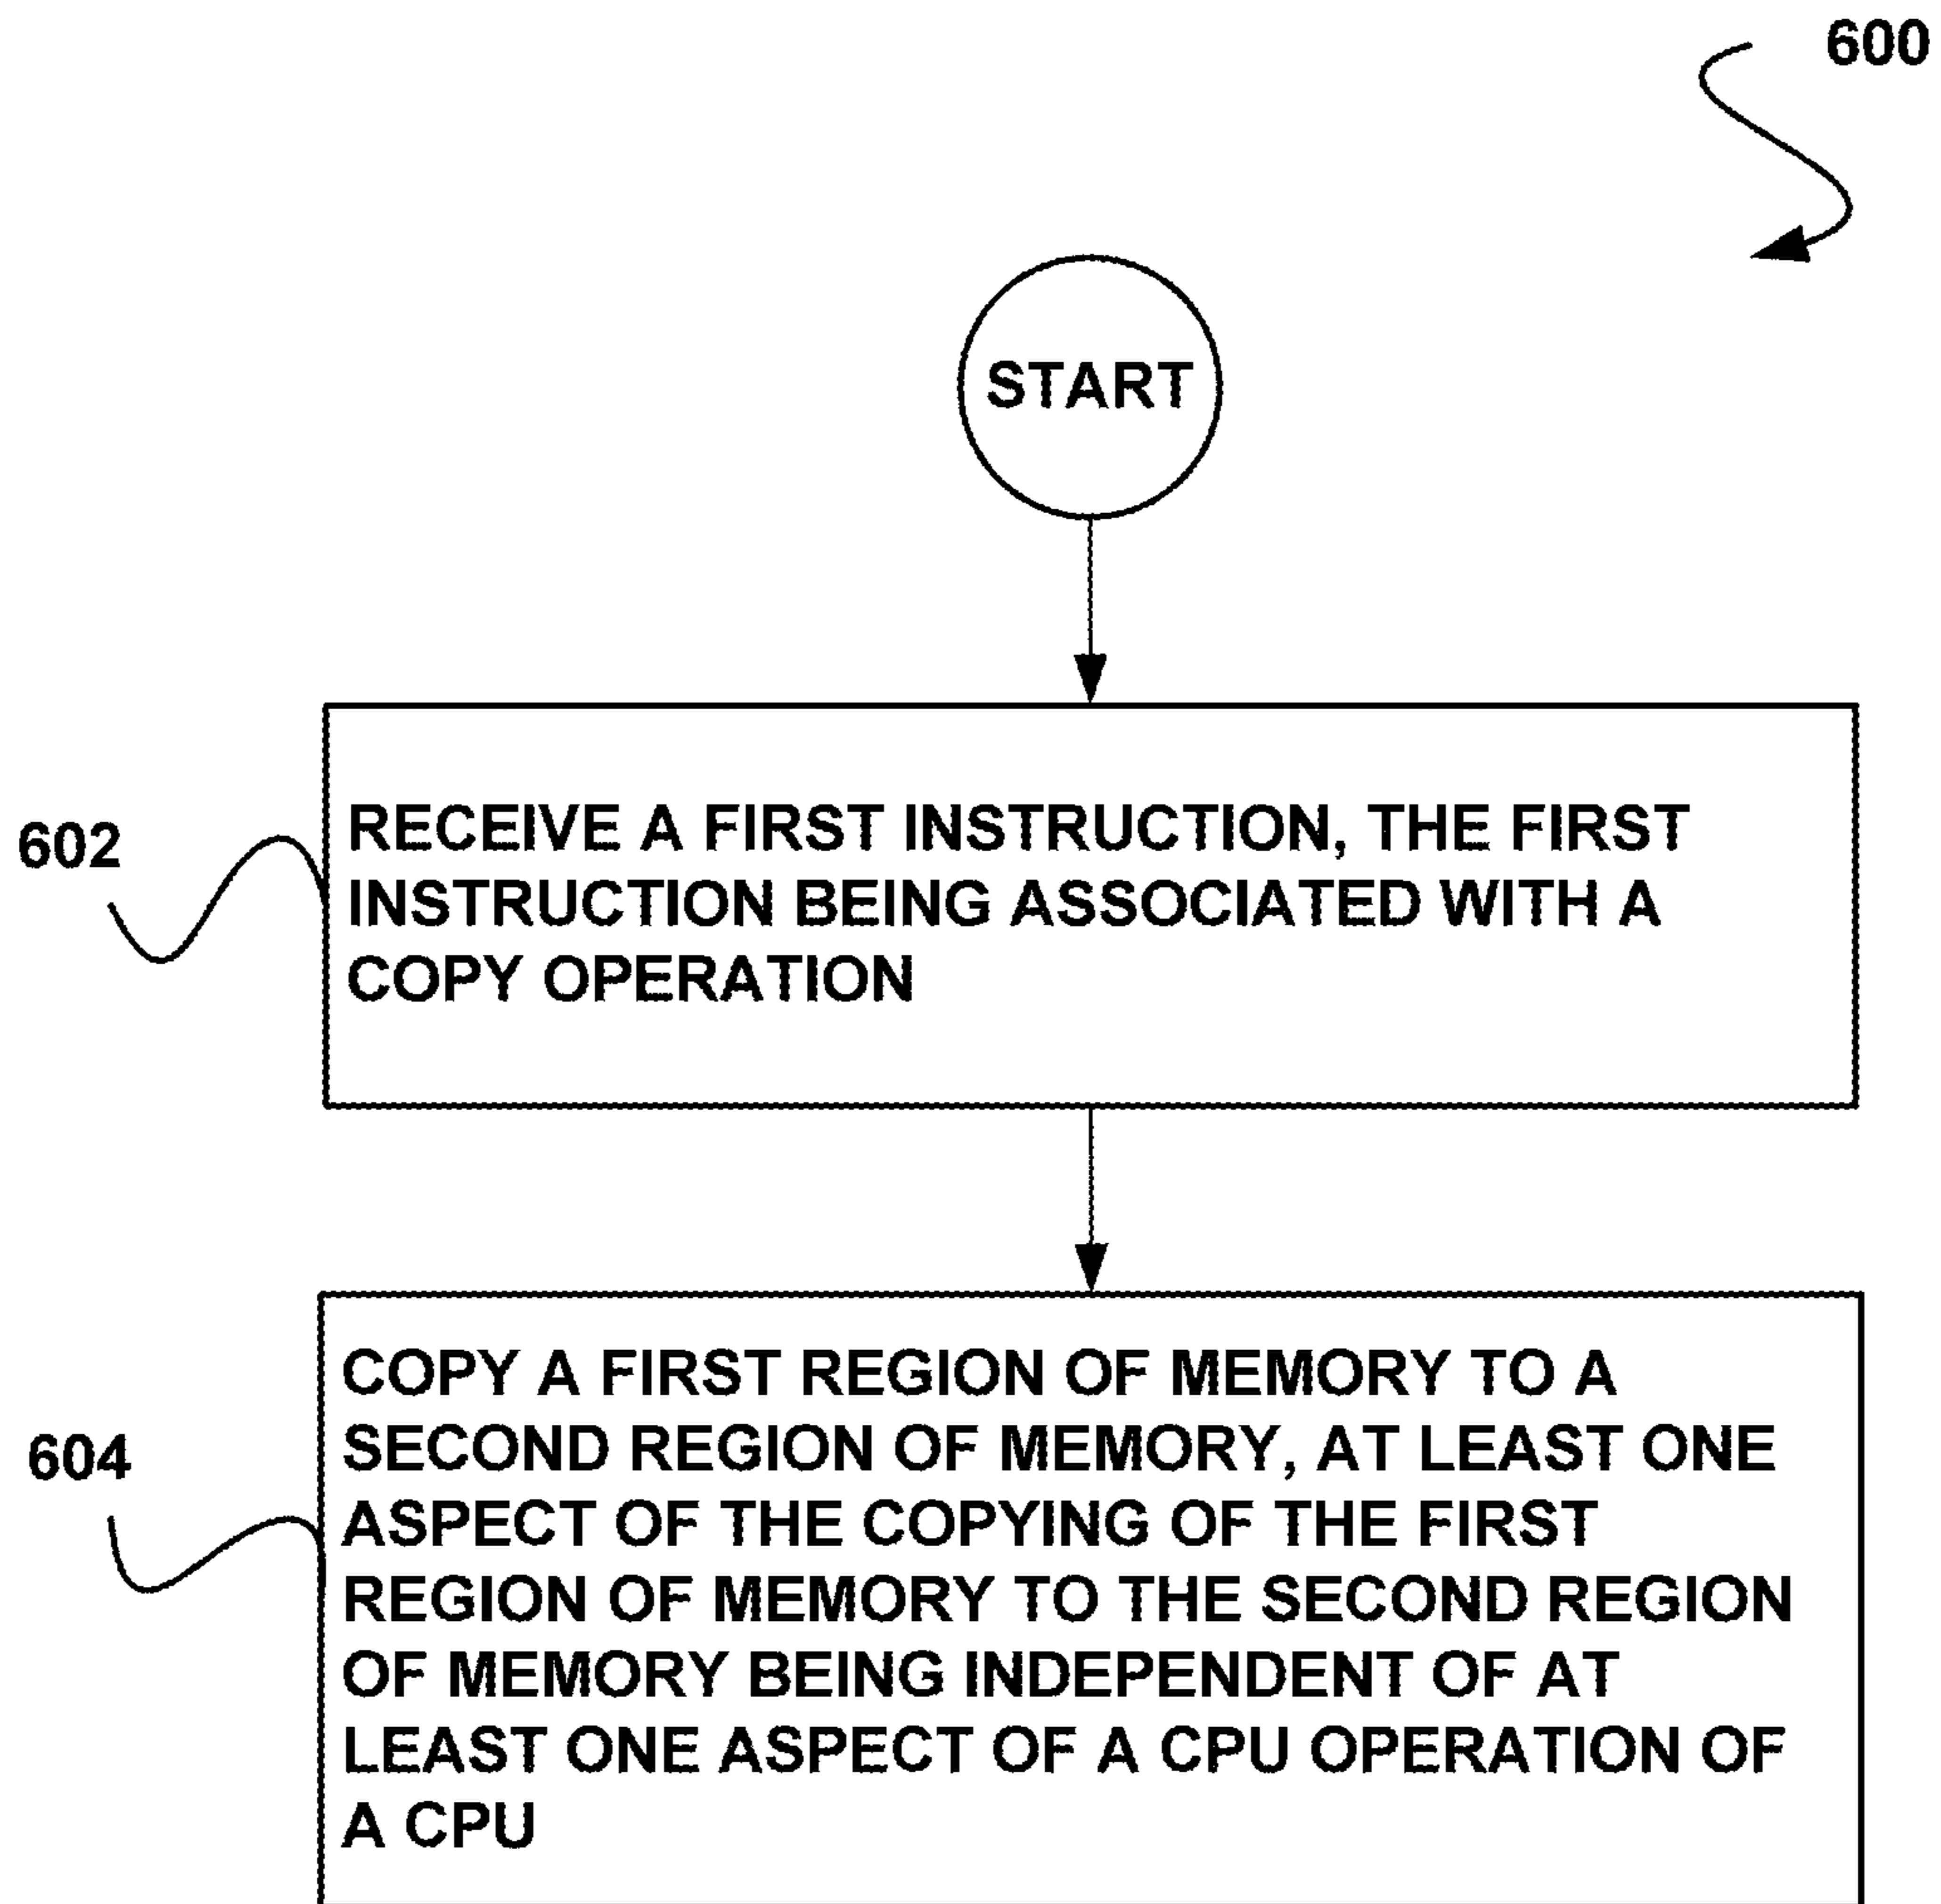 600
START
602
RECEIVE A FIRST INSTRUCTION, THE FIRST
INSTRUCTION BEING ASSOCIATED WITH A
COPY OPERATION
604
COPY A FIRST REGION OF MEMORY TO A
SECOND REGION OF MEMORY, AT LEAST ONE
ASPECT OF THE COPYING OF THE FIRST
REGION OF MEMORY TO THE SECOND REGION
OF MEMORY BEING INDEPENDENT OF AT
LEAST ONE ASPECT OF A CPU OPERATION OF
A CPU